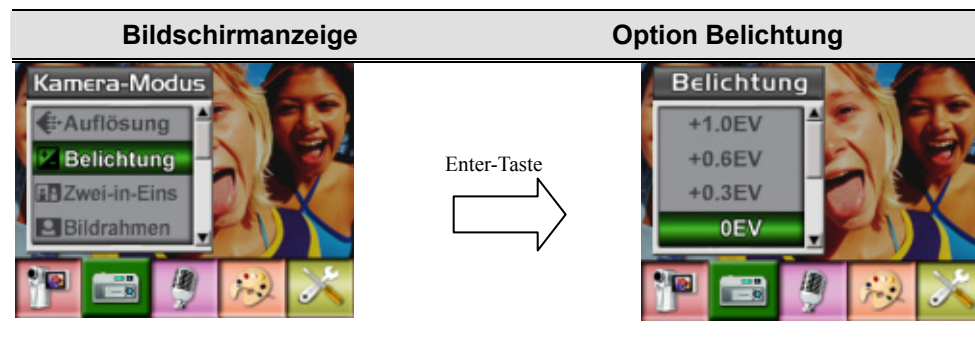 Bildschirmanzeige Option Belichtung
Kamera-Modus
Auflösung
Belichtung
Zwei-in-Eins
Bildrahmen
Enter-Taste
Belichtung
+1.0EV
+0.6EV
+0.3EV
0EV